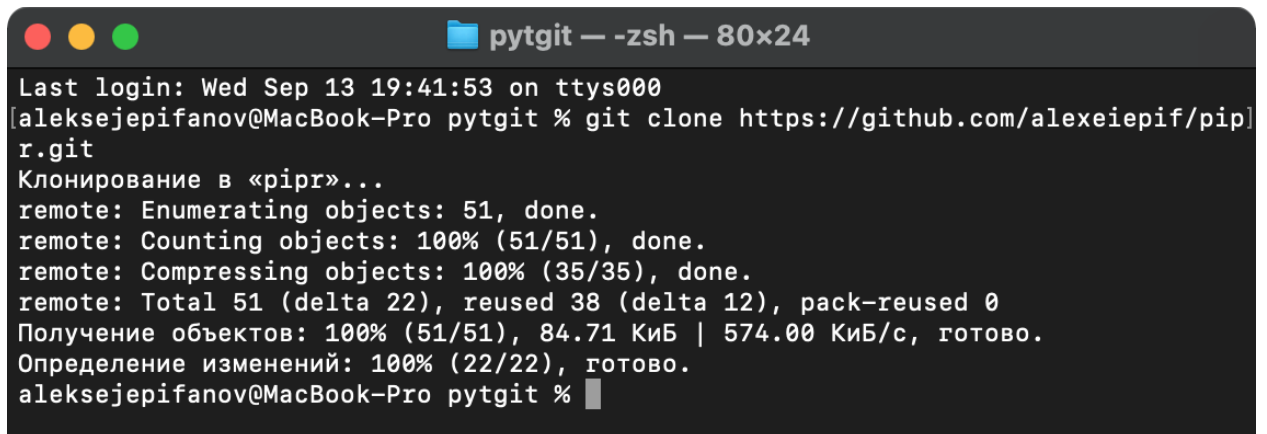 pytgit — -zsh — 80×24
Last login: Wed Sep 13 19:41:53 on ttys000
[aleksejepifanov@MacBook-Pro pytgit % git clone https://github.com/alexeiepif/pip]
r.git
Клонирование в «pipr»...
remote: Enumerating objects: 51, done.
remote: Counting objects: 100% (51/51), done.
remote: Compressing objects: 100% (35/35), done.
remote: Total 51 (delta 22), reused 38 (delta 12), pack-reused 0
Получение объектов: 100% (51/51), 84.71 КиБ | 574.00 КиБ/с, готово.
Определение изменений: 100% (22/22), готово.
aleksejepifanov@MacBook-Pro pytgit %